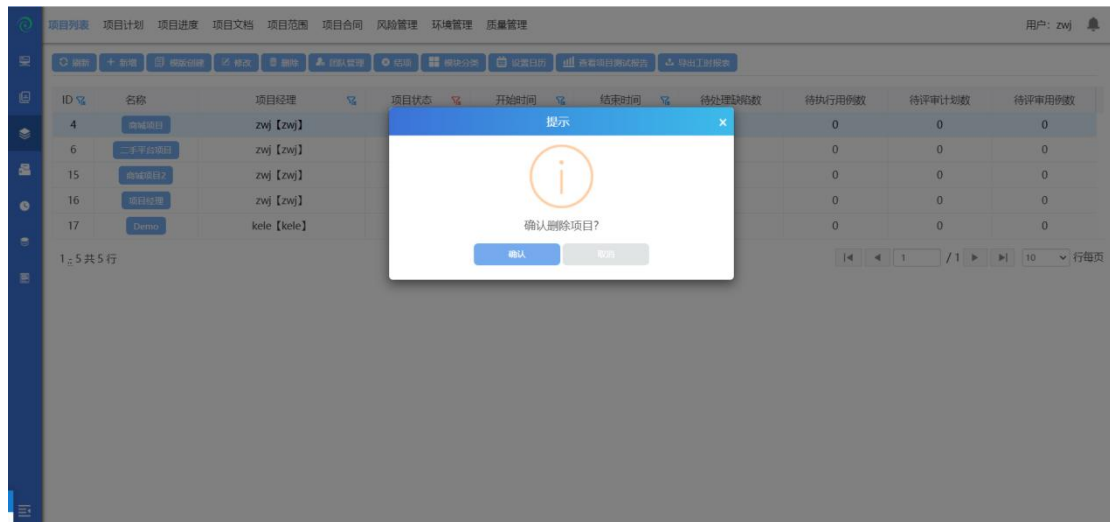 项目列表 项目计划 项目进度 项目文档 项目范围 项目合同 风险管理 环境管理 质量管理 用户: zwj
刷新 新增 模版创建 修改 删除 团队管理 结项 模块分类 设置日历 查看项目测试报告 导出工时报表
ID 名称 项目经理 项目状态 开始时间 结束时间 待处理缺陷数 待执行用例数 待评审计划数 待评审用例数
4 商城项目 zwj【zwj】 0 0 0
提示 ×
6 二手平台项目 zwj【zwj】 0 0 0
15 商城项目2 zwj【zwj】 0 0 0
16 项目经理 zwj【zwj】 0 0 0
17 Demo kele【kele】 0 0 0
确认删除项目?
确认 取消
1 - 5 共 5 行 1 / 1 10 行每页